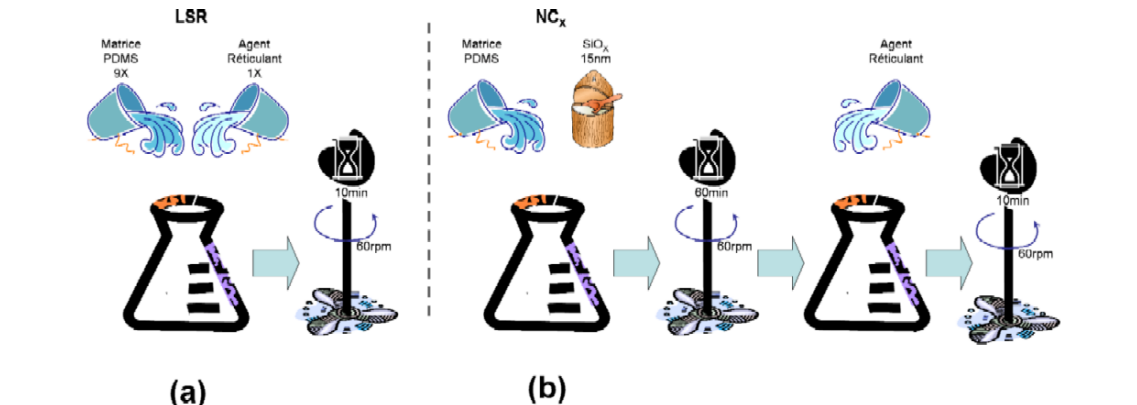 LSR
Matrice
PDMS
9X
Agent
Réticulant
1X
10min
60rpm
(a)
NCx
Matrice
PDMS
SiOx
15nm
60min
60rpm
Agent
Réticulant
10min
60rpm
(b)